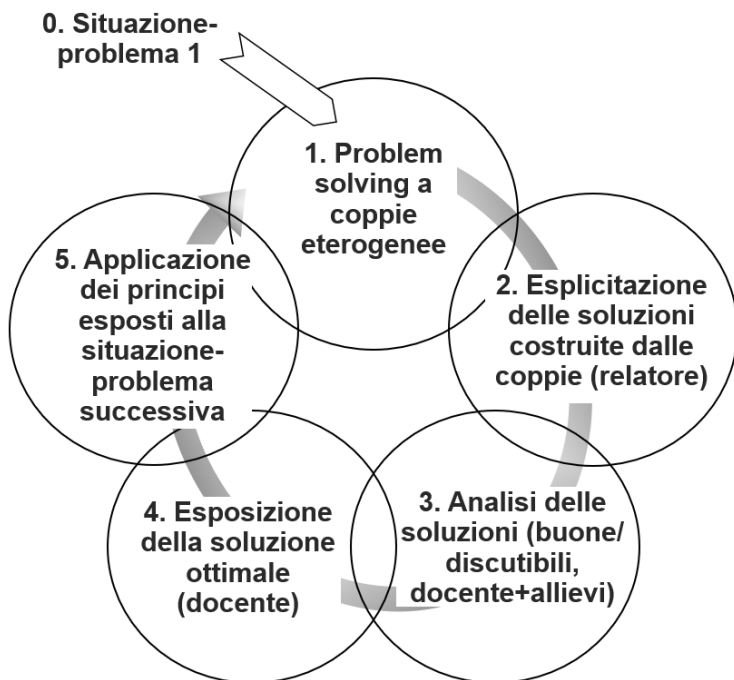 0. Situazione-
problema 1
1. Problem
solving a
coppie
eterogenee
2. Esplicitazione
delle soluzioni
costruite dalle
coppie (relatore)
3. Analisi delle
soluzioni (buone/
discutibili,
docente+allievi)
4. Esposizione
della soluzione
ottimale
(docente)
5. Applicazione
dei principi
esposti alla
situazione-
problema
successiva